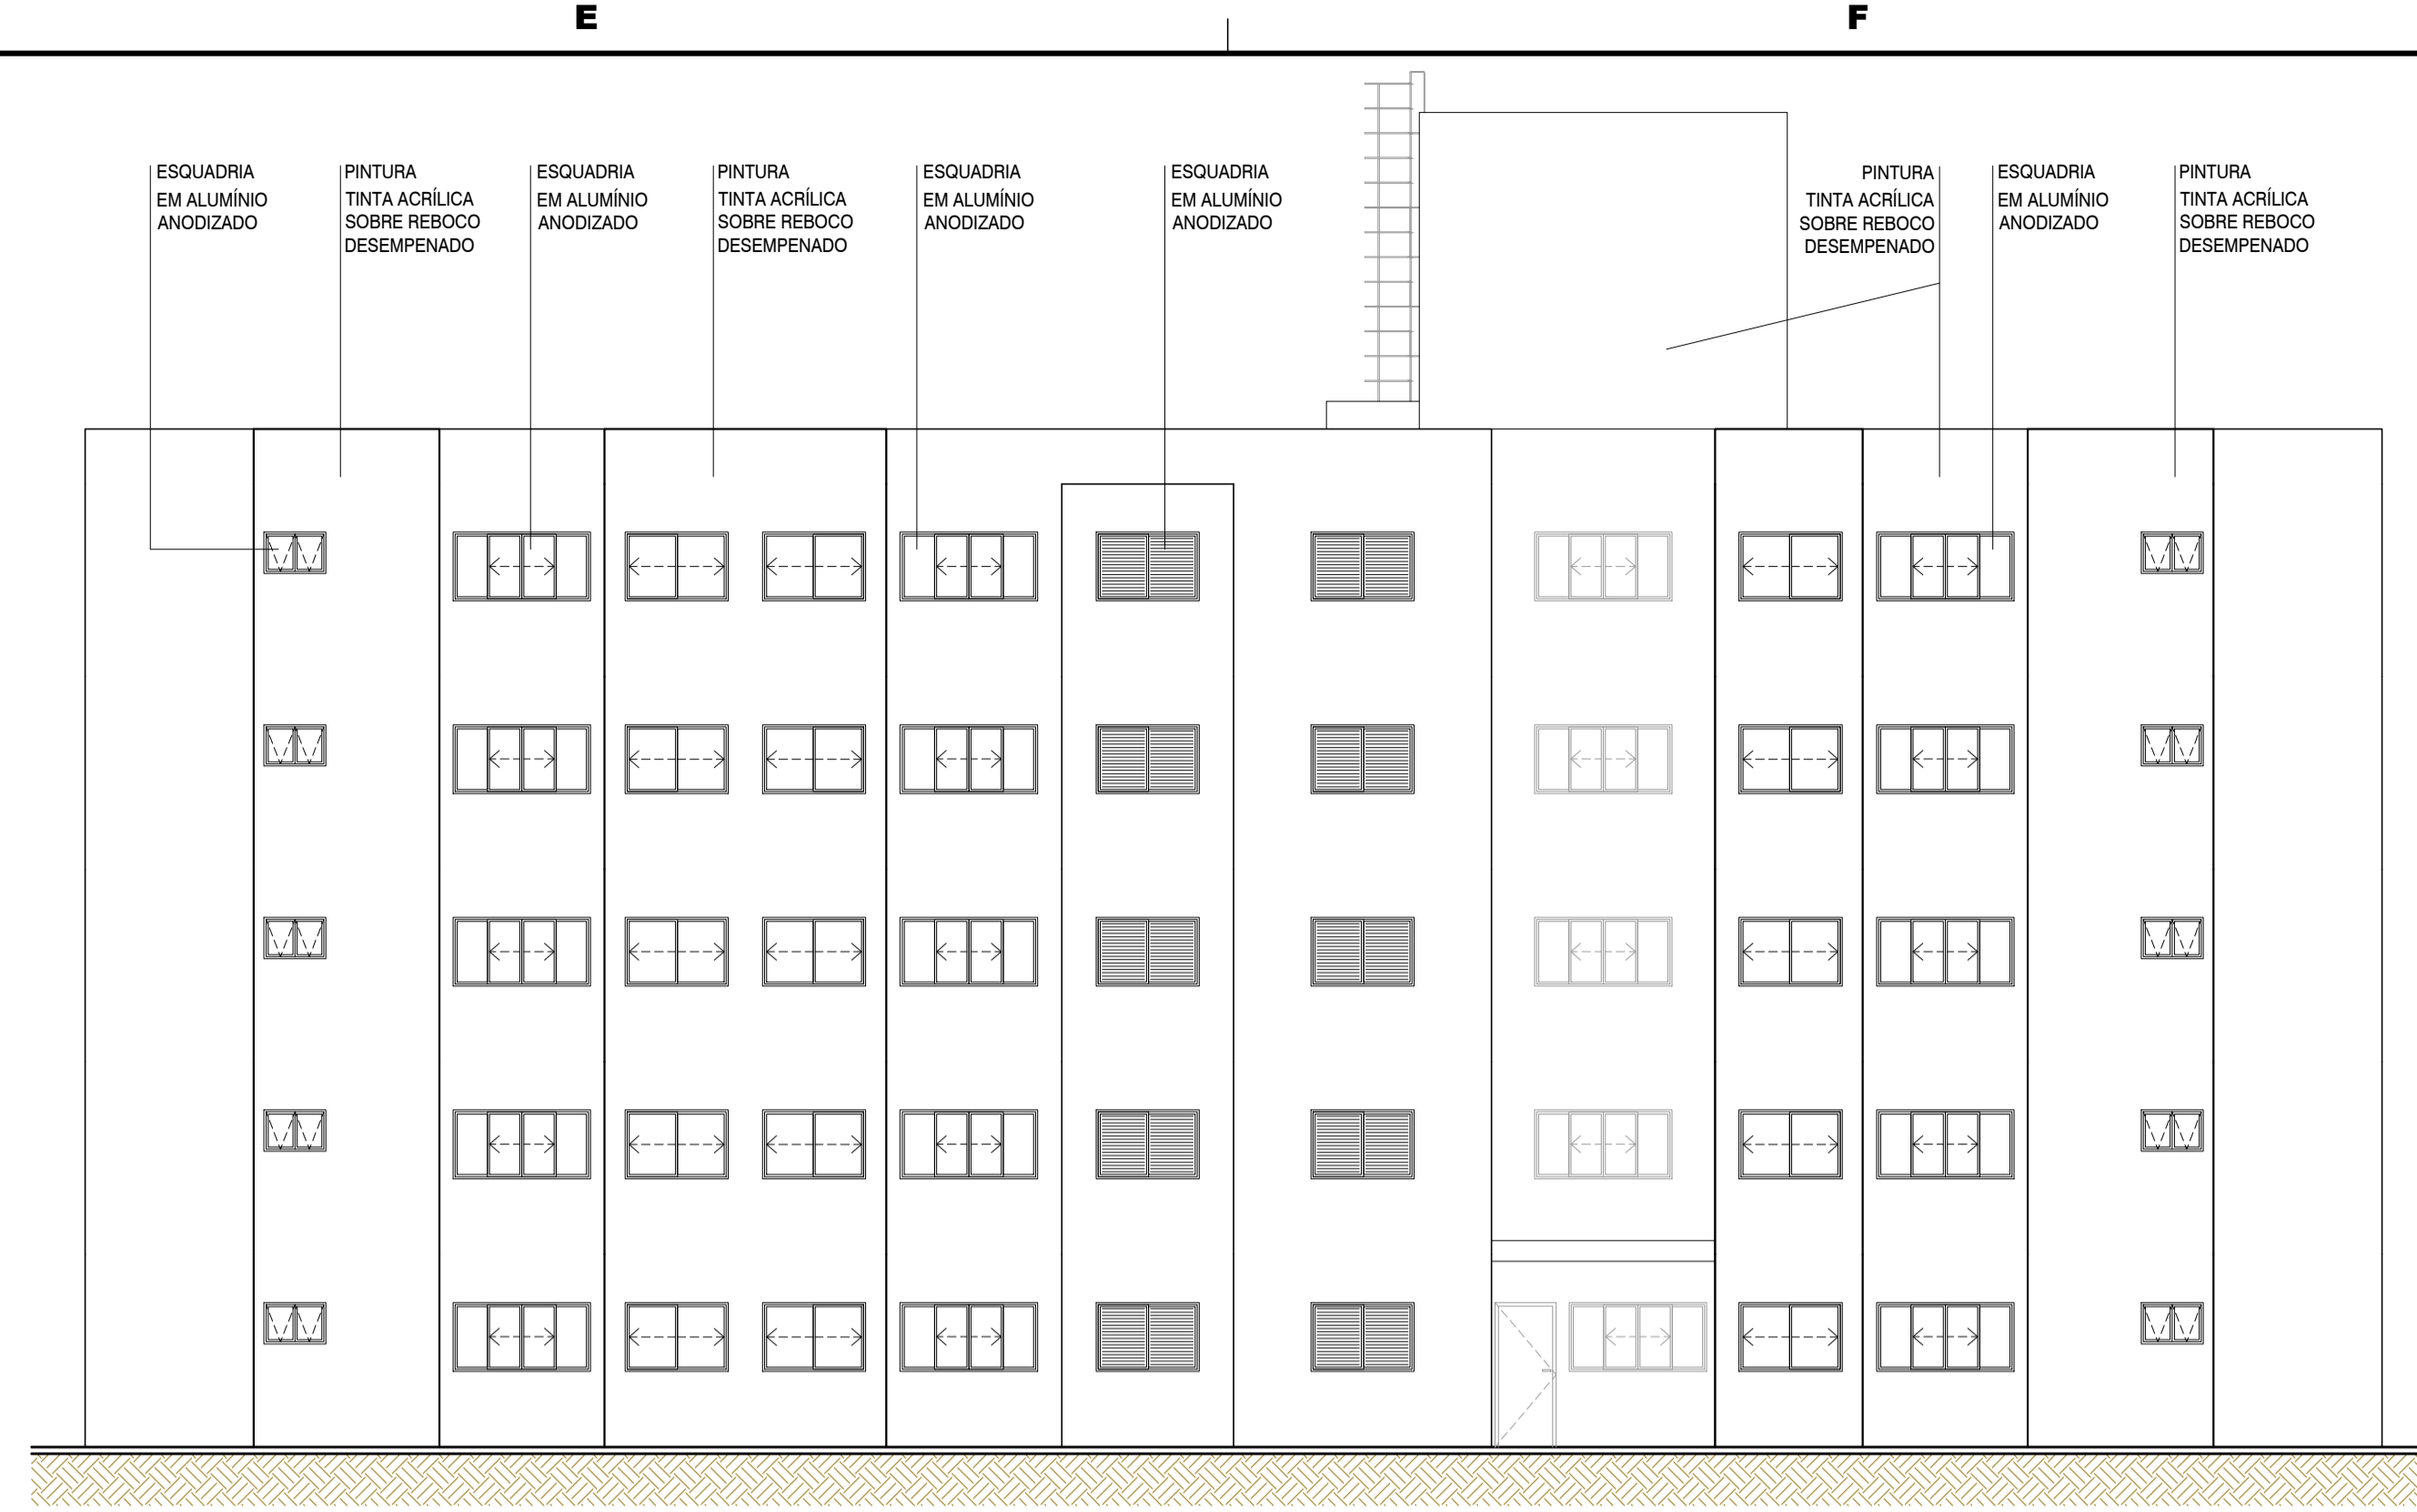 E
F
ESQUADRIA
EM ALUMÍNIO
ANODIZADO
PINTURA
TINTA ACRÍLICA
SOBRE REBOCO
DESEMPENADO
ESQUADRIA
EM ALUMÍNIO
ANODIZADO
PINTURA
TINTA ACRÍLICA
SOBRE REBOCO
DESEMPENADO
ESQUADRIA
EM ALUMÍNIO
ANODIZADO
ESQUADRIA
EM ALUMÍNIO
ANODIZADO
PINTURA
TINTA ACRÍLICA
SOBRE REBOCO
DESEMPENADO
ESQUADRIA
EM ALUMÍNIO
ANODIZADO
PINTURA
TINTA ACRÍLICA
SOBRE REBOCO
DESEMPENADO